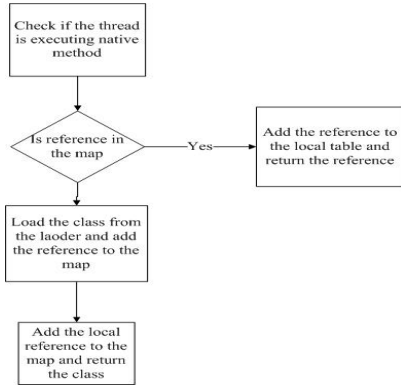 Check if the thread
is executing native
method
Is reference in
the map
Yes
Add the reference to
the local table and
return the reference
Load the class from
the laoder and add
the reference to the
map
Add the local
reference to the
map and return
the class